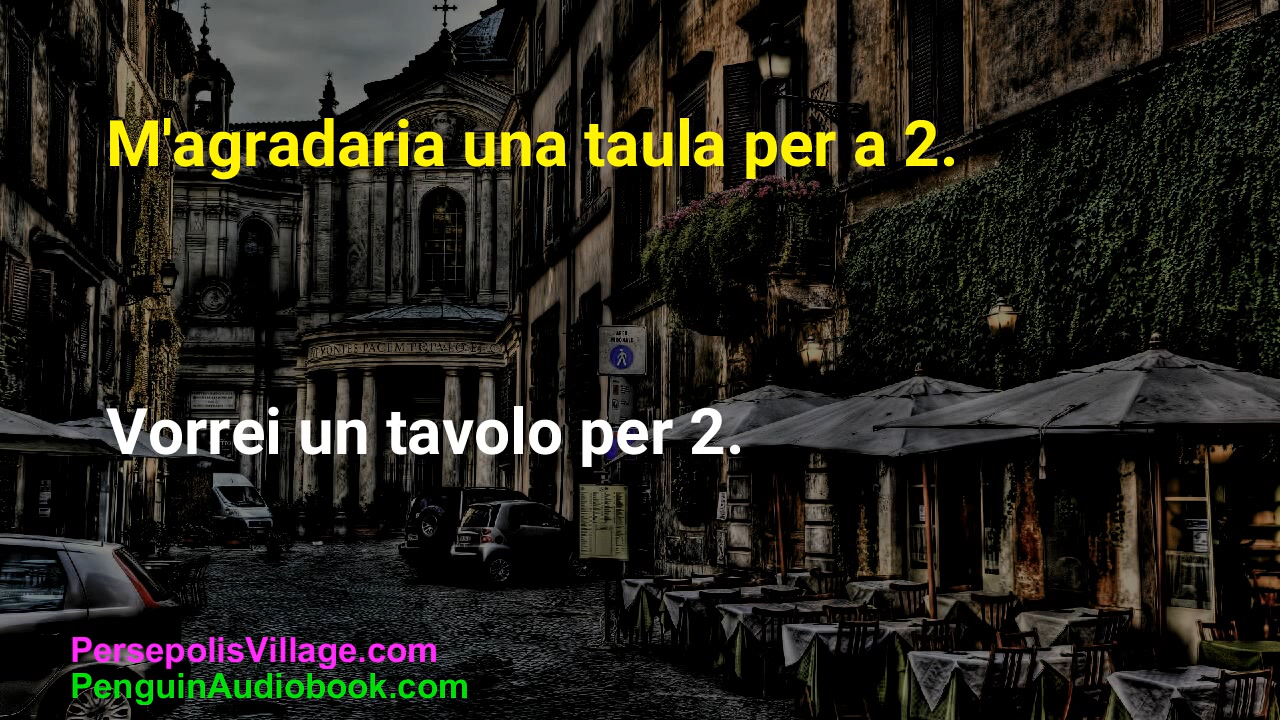 M'agradaria una taula per a 2.
Vorrei un tavolo per 2.
PersepolisVillage.com
PenguinAudiobook.com